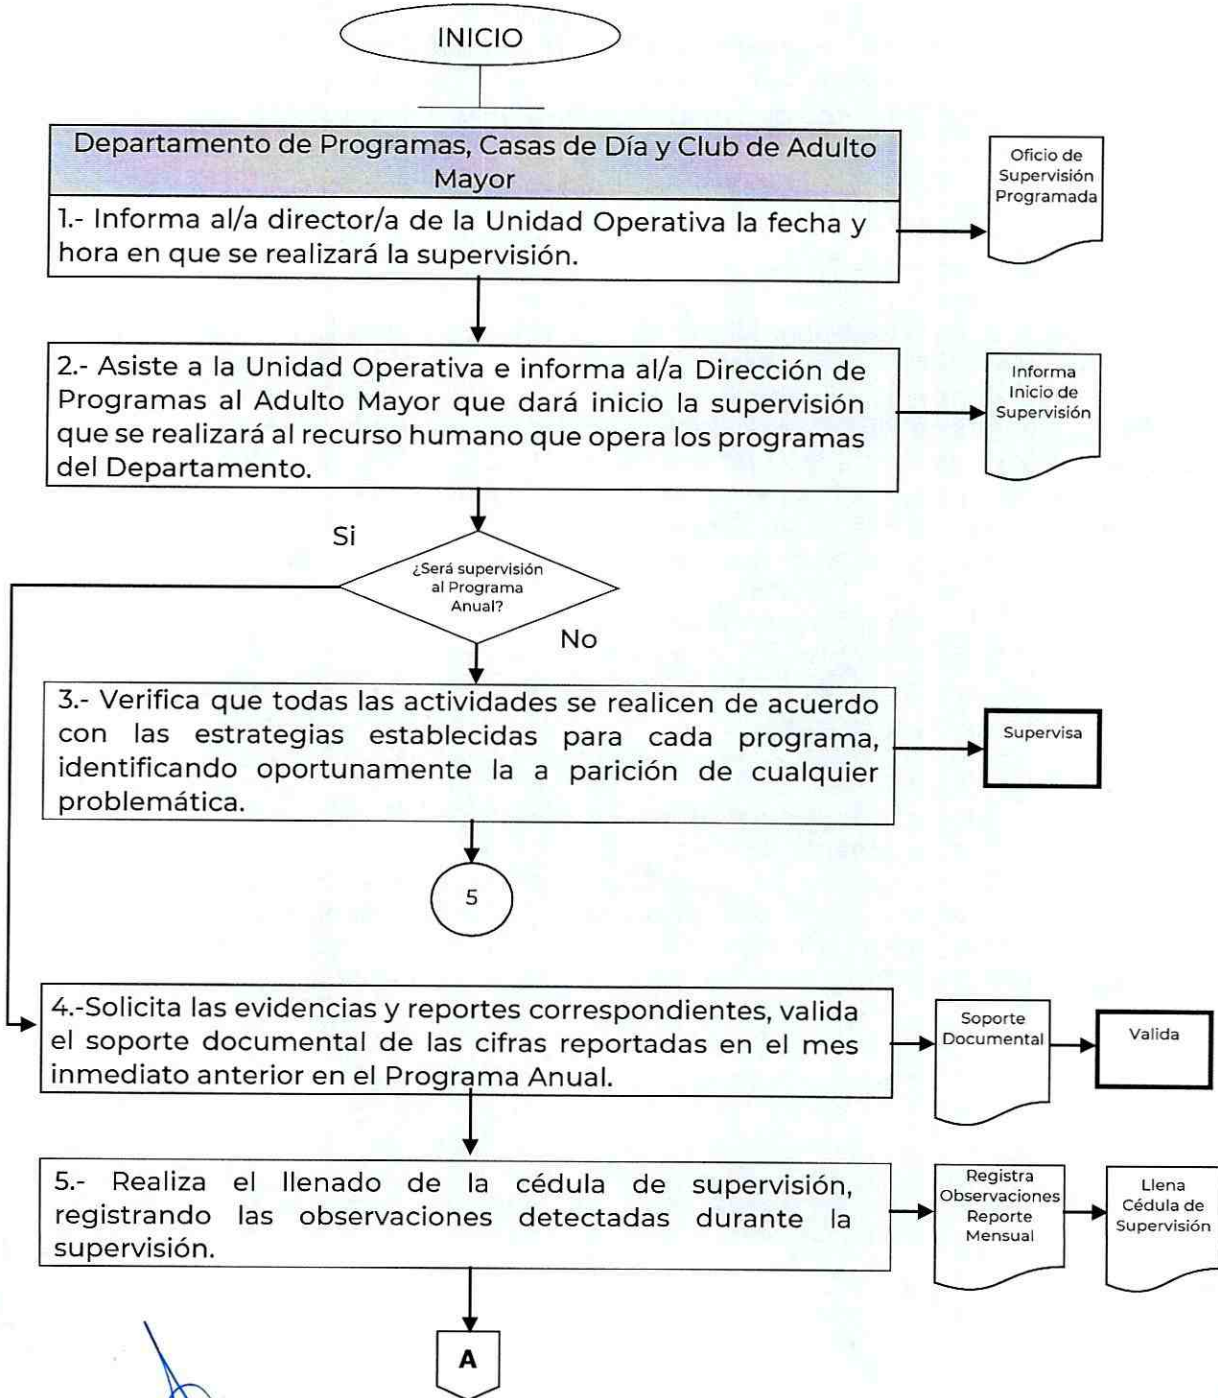 INICIO
Departamento de Programas, Casas de Día y Club de Adulto
Mayor
1.- Informa al/a director/a de la Unidad Operativa la fecha y
hora en que se realizará la supervisión.
Oficio de
Supervisión
Programada
2.- Asiste a la Unidad Operativa e informa al/a Dirección de
Programas al Adulto Mayor que dará inicio la supervisión
que se realizará al recurso humano que opera los programas
del Departamento.
Informa
Inicio de
Supervisión
Si
¿Será supervisión
al Programa
Anual?
No
3.- Verifica que todas las actividades se realicen de acuerdo
con las estrategias establecidas para cada programa,
identificando oportunamente la a parición de cualquier
problemática.
Supervisa
5
4.-Solicita las evidencias y reportes correspondientes, valida
el soporte documental de las cifras reportadas en el mes
inmediato anterior en el Programa Anual.
Soporte
Documental
Valida
5.- Realiza el llenado de la cédula de supervisión,
registrando las observaciones detectadas durante la
supervisión.
Registra
Observaciones
Reporte
Mensual
Llena
Cédula de
Supervisión
A